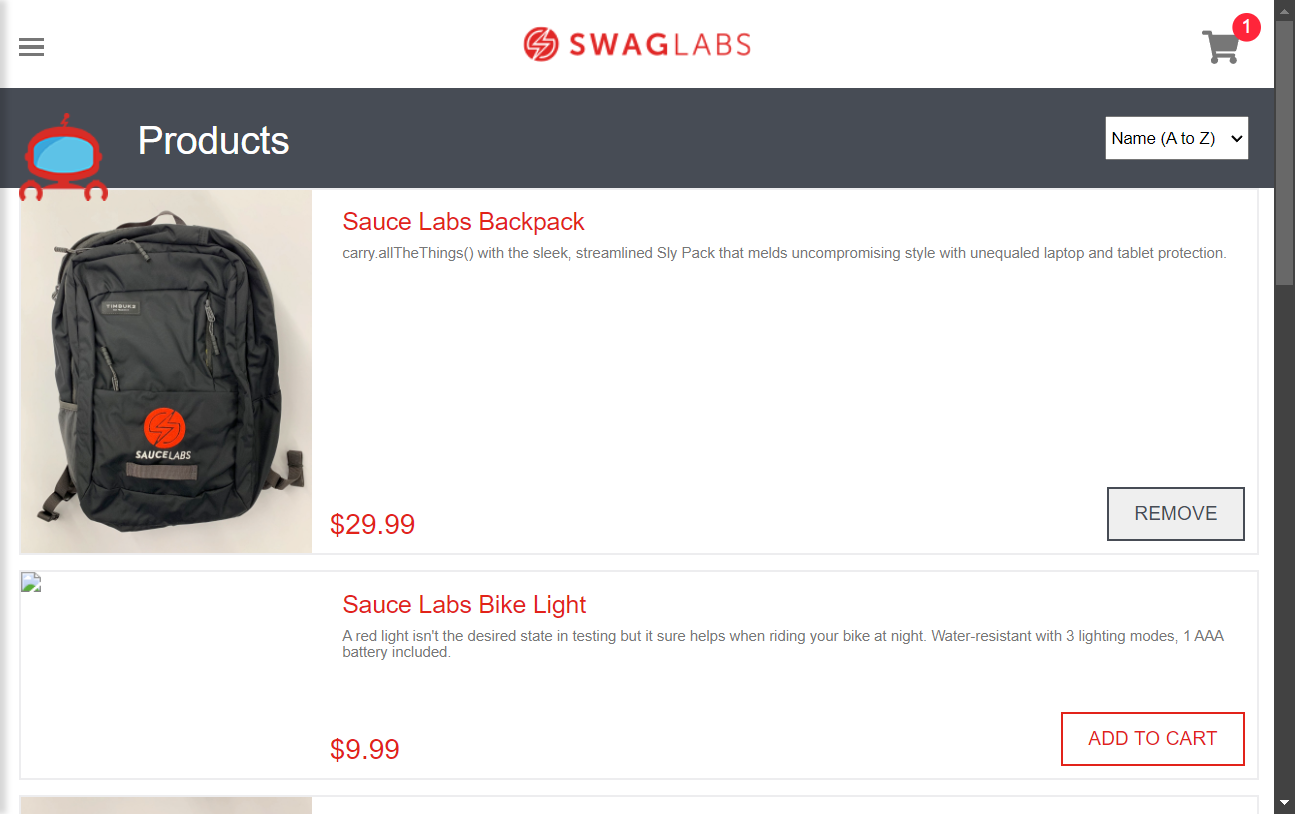 SWAGLABS
1
Products
Name (A to Z)
Sauce Labs Backpack
carry.allTheThings() with the sleek, streamlined Sly Pack that melds uncompromising style with unequaled laptop and tablet protection.
TIMBUK2
SAUCELABS
$29.99
REMOVE
Sauce Labs Bike Light
A red light isn't the desired state in testing but it sure helps when riding your bike at night. Water-resistant with 3 lighting modes, 1 AAA
battery included.
$9.99
ADD TO CART